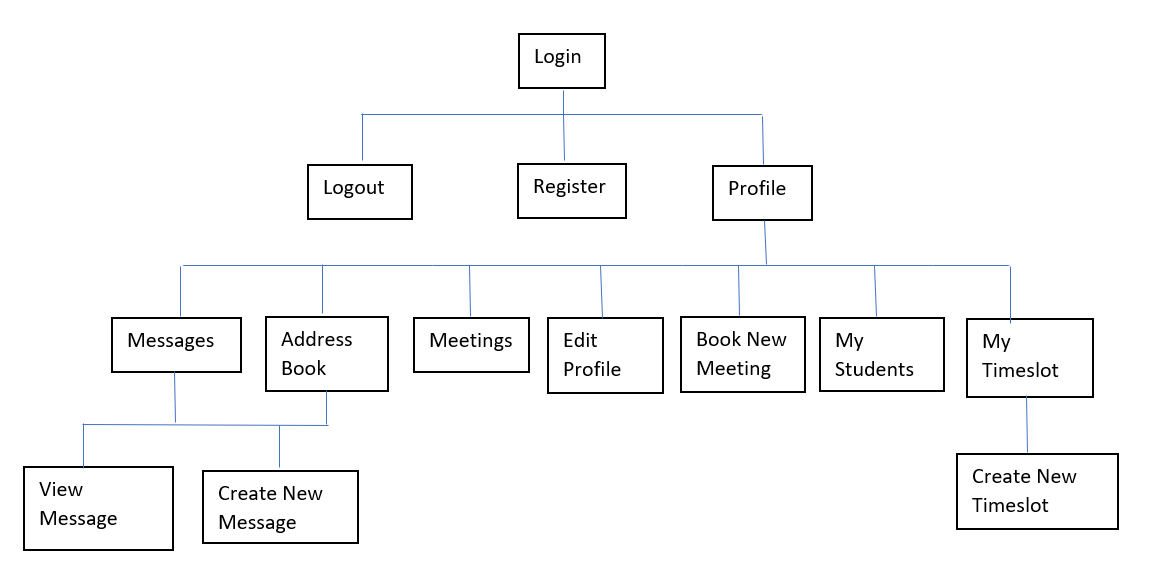 Login
Logout
Register
Profile
Messages
Address
Book
Meetings
Edit
Profile
Book New
Meeting
My
Students
My
Timeslot
View
Message
Create New
Message
Create New
Timeslot